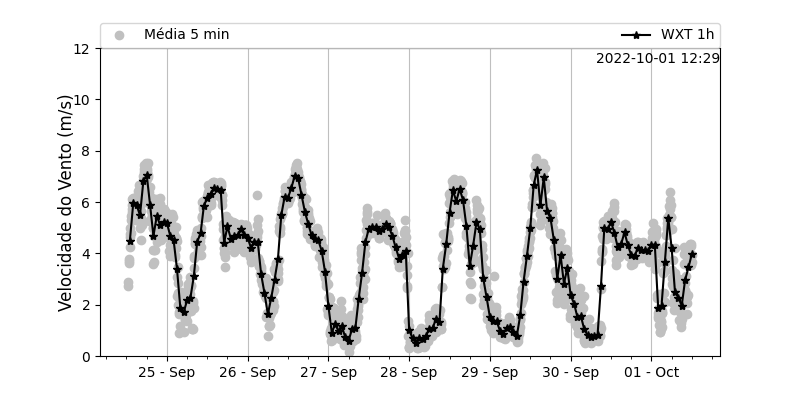 Média 5 min
WXT 1h
2022-10-01 12:29
Velocidade do Vento (m/s)
12
10
8
6
4
2
0
25 - Sep
26 - Sep
27 - Sep
28 - Sep
29 - Sep
30 - Sep
01 - Oct